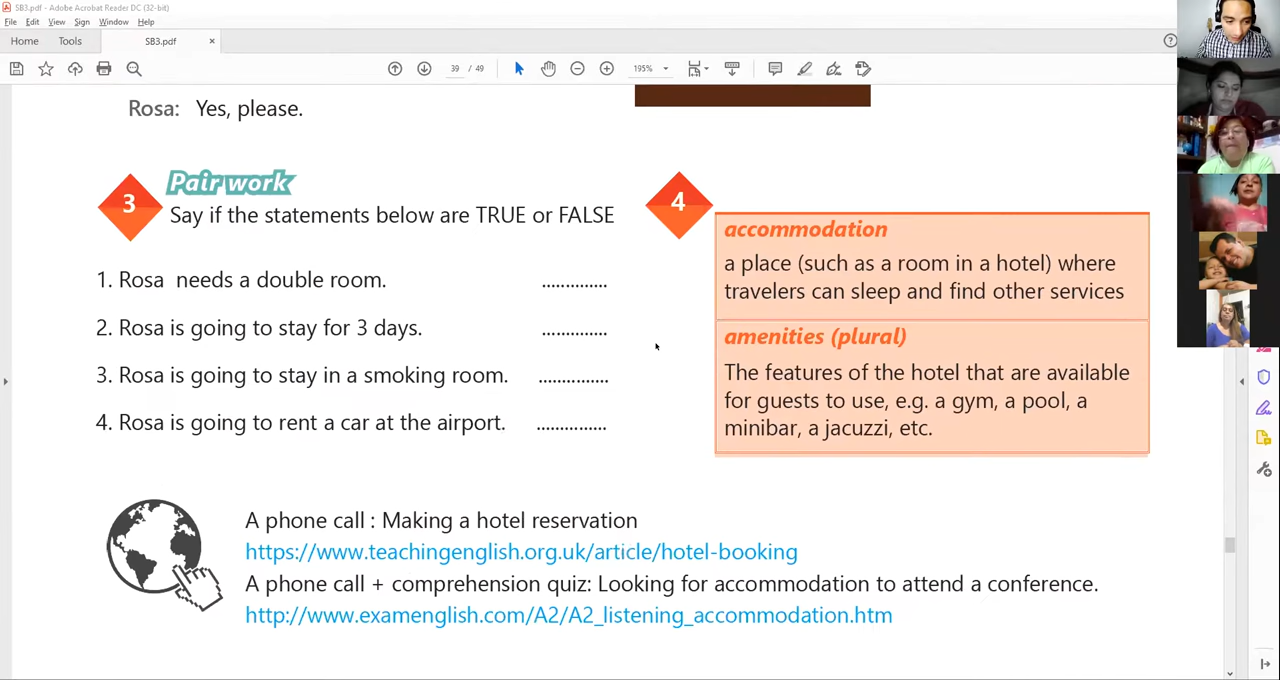 SB3.pdf - Adobe Acrobat Reader DC (32-bit)
File Edit View Sign Window Help
Home Tools SB3.pdf ×
39 / 49 195%
Rosa: Yes, please.
3
Pair work
Say if the statements below are TRUE or FALSE
1. Rosa needs a double room. ..............
2. Rosa is going to stay for 3 days. ..............
3. Rosa is going to stay in a smoking room. ...............
4. Rosa is going to rent a car at the airport. ...............
4
accommodation
a place (such as a room in a hotel) where
travelers can sleep and find other services
amenities (plural)
The features of the hotel that are available
for guests to use, e.g. a gym, a pool, a
minibar, a jacuzzi, etc.
A phone call : Making a hotel reservation
https://www.teachingenglish.org.uk/article/hotel-booking
A phone call + comprehension quiz: Looking for accommodation to attend a conference.
http://www.examenglish.com/A2/A2_listening_accommodation.htm